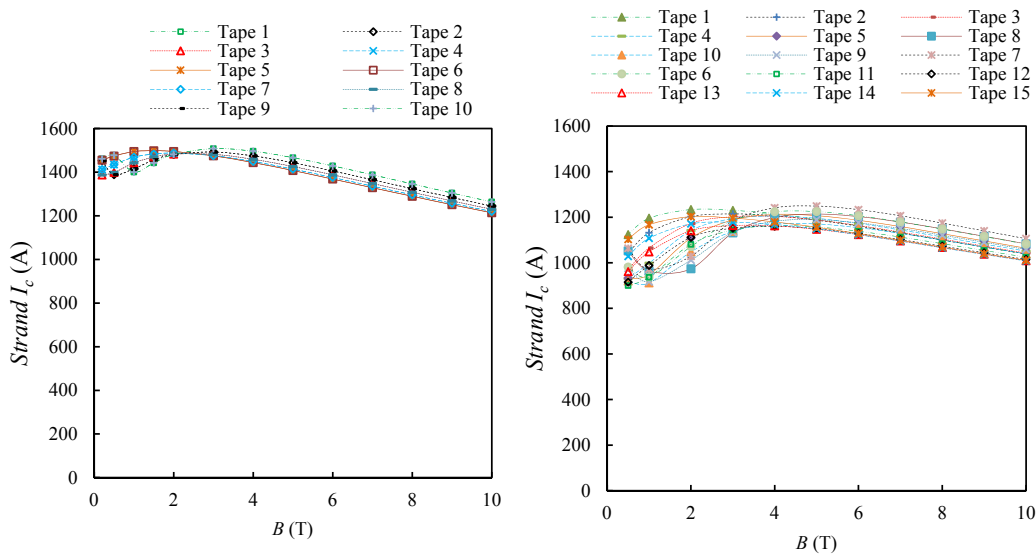 Tape 1 Tape 2
Tape 3 Tape 4
Tape 5 Tape 6
Tape 7 Tape 8
Tape 9 Tape 10
1600
1400
1200
1000
800
600
400
200
0
Strand Ic (A)
0 2 4 6 8 10
B (T)
Tape 1 Tape 2 Tape 3
Tape 4 Tape 5 Tape 8
Tape 10 Tape 9 Tape 7
Tape 6 Tape 11 Tape 12
Tape 13 Tape 14 Tape 15
1600
1400
1200
1000
800
600
400
200
0
Strand Ic (A)
0 2 4 6 8 10
B (T)